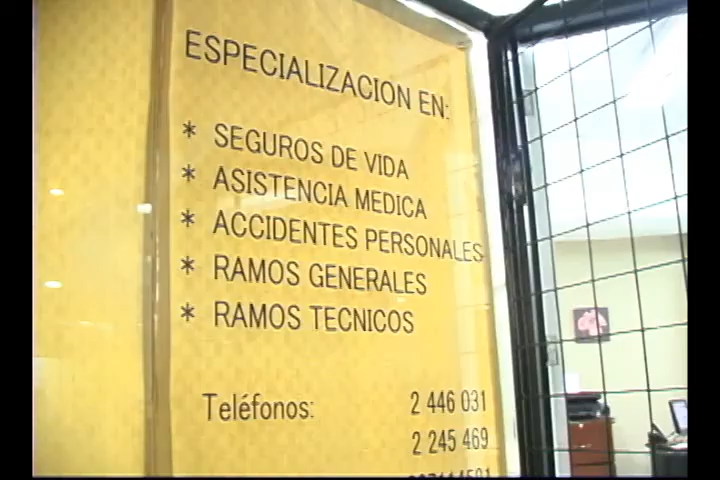 ESPECIALIZACION EN:
* SEGUROS DE VIDA
* ASISTENCIA MEDICA
* ACCIDENTES PERSONALES
* RAMOS GENERALES
* RAMOS TECNICOS
Teléfonos: 2 446 031
2 245 469